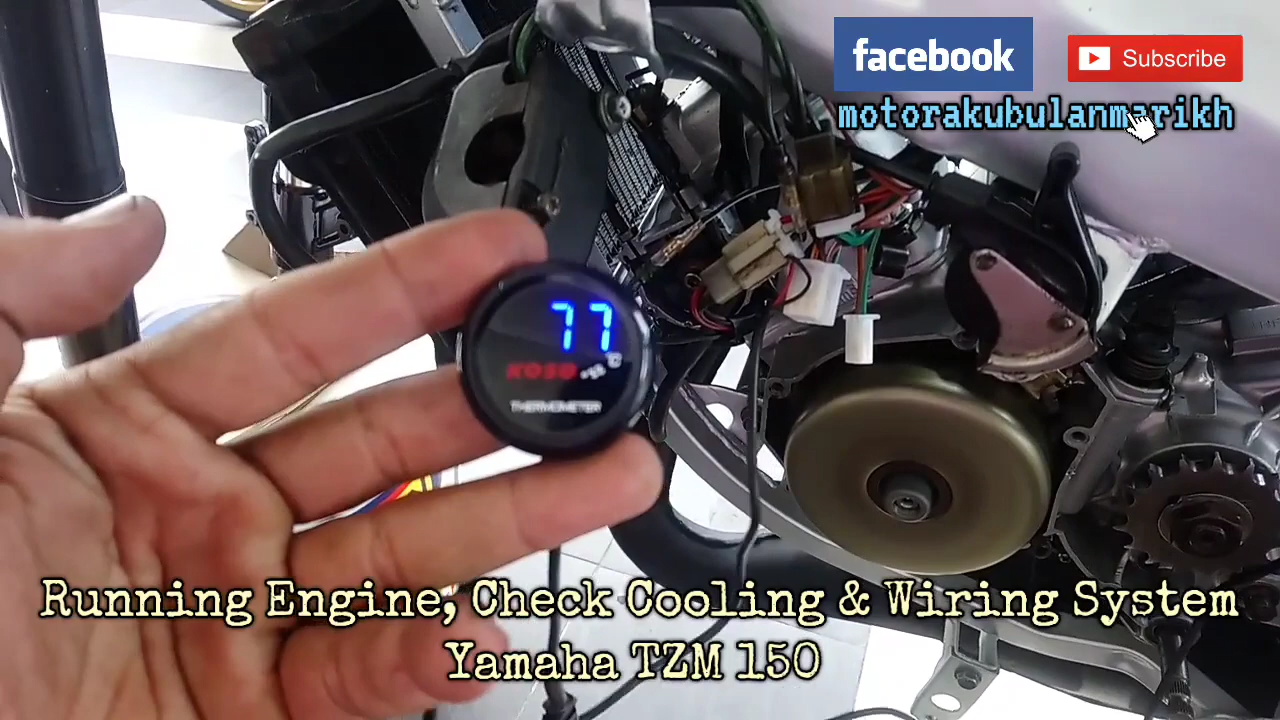 facebook
Subscribe
motorakubulanmarikh
77
°C
KOSO
THERMOMETER
Running Engine, Check Cooling & Wiring System
Yamaha TZM 150